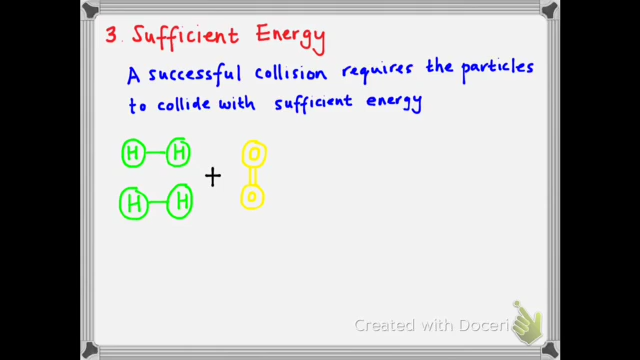 3. Sufficient Energy
A successful collision requires the particles
to collide with sufficient energy
H H O
+
H H O
Created with Doceri